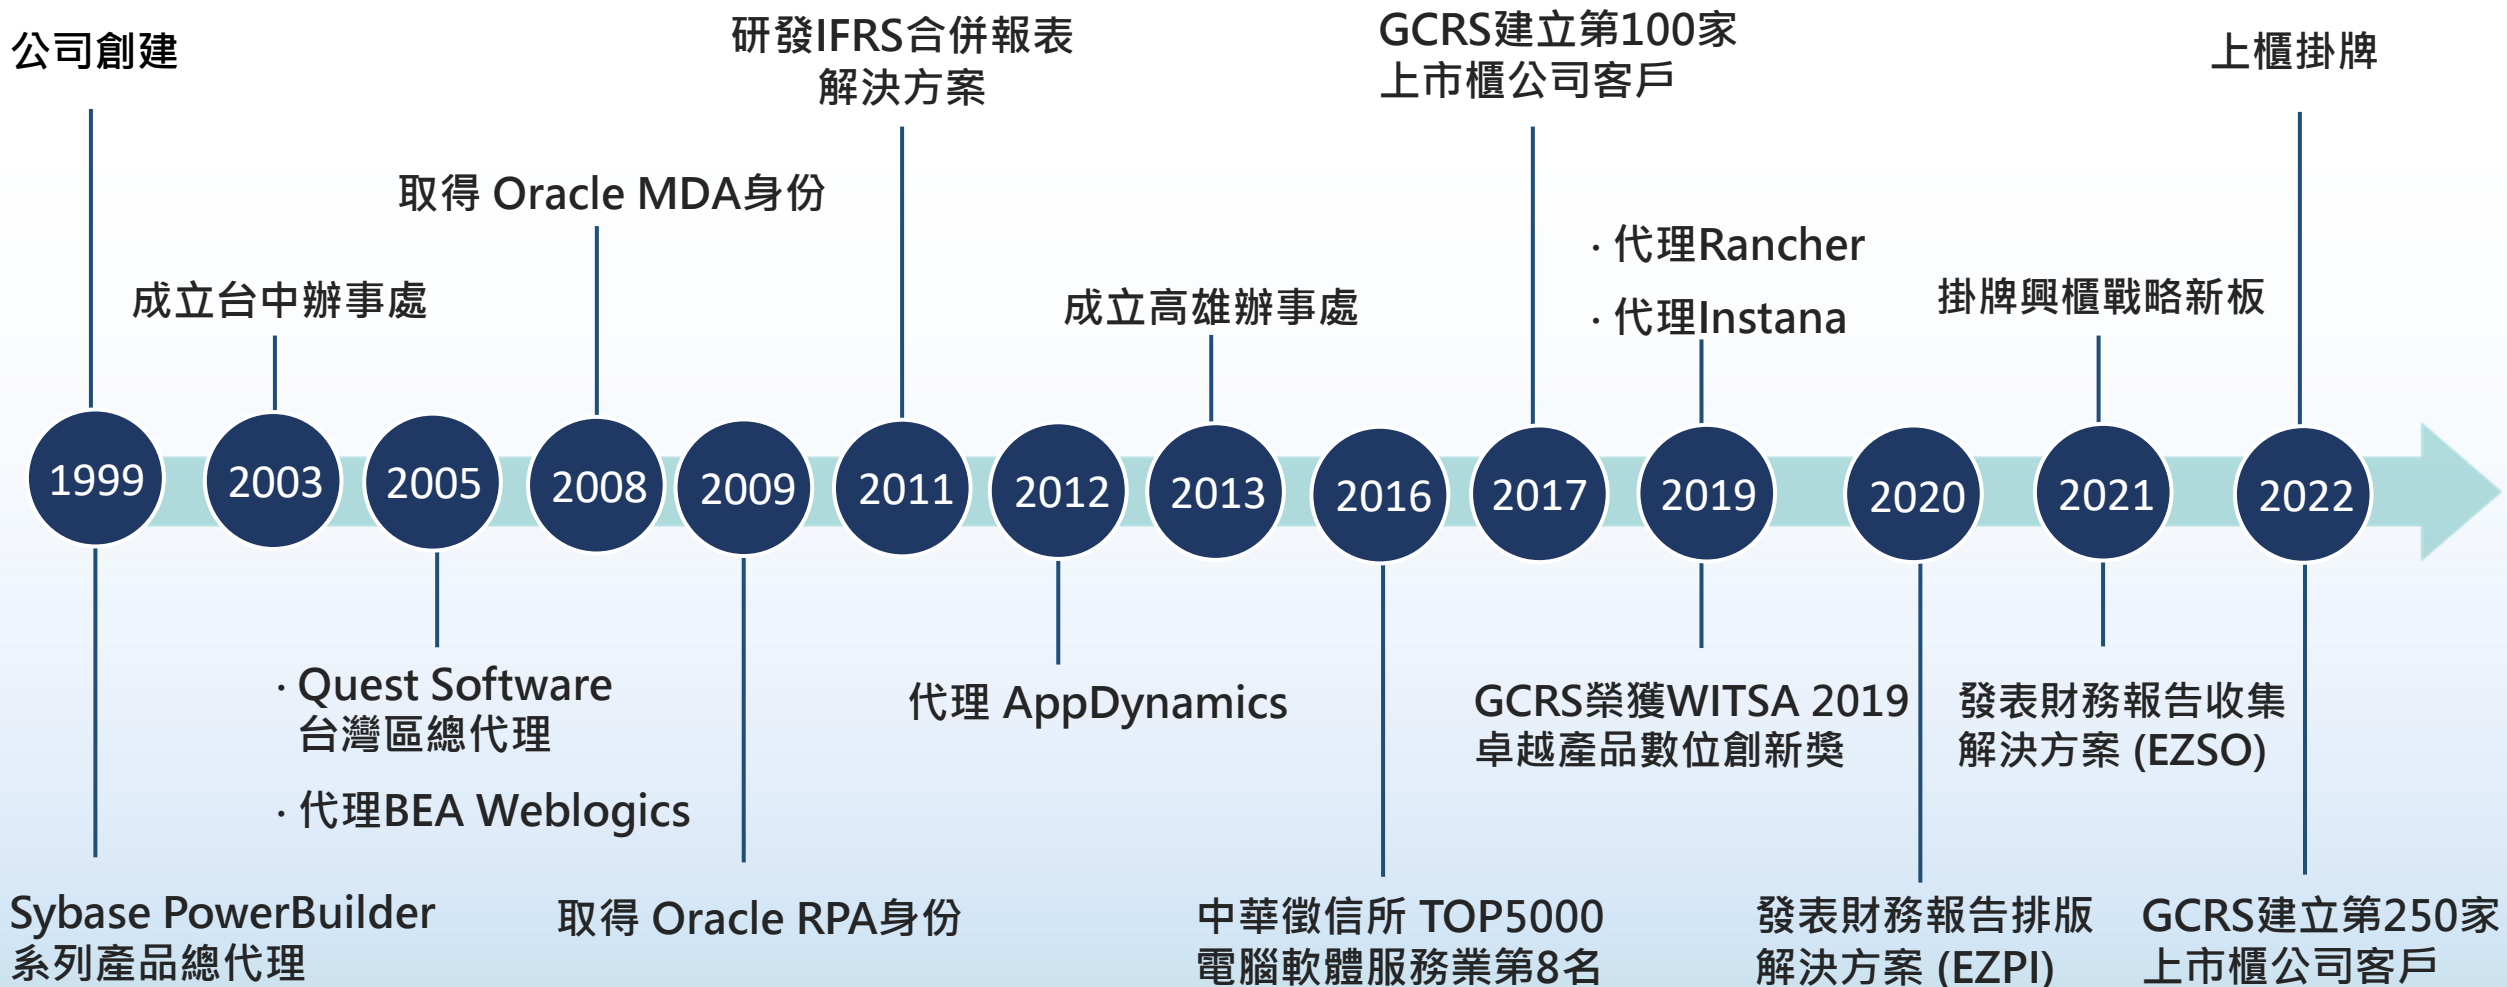 公司創建
研發IFRS合併報表
解決方案
GCRS建立第100家
上市櫃公司客戶
上櫃掛牌
取得 Oracle MDA身份
· 代理Rancher
· 代理Instana
成立台中辦事處
成立高雄辦事處
掛牌興櫃戰略新板
1999
2003
2005
2008
2009
2011
2012
2013
2016
2017
2019
2020
2021
2022
· Quest Software
台灣區總代理
· 代理BEA Weblogics
代理 AppDynamics
GCRS榮獲WITSA 2019
卓越產品數位創新獎
發表財務報告收集
解決方案 (EZSO)
Sybase PowerBuilder
系列產品總代理
取得 Oracle RPA身份
中華徵信所 TOP5000
電腦軟體服務業第8名
發表財務報告排版
解決方案 (EZPI)
GCRS建立第250家
上市櫃公司客戶